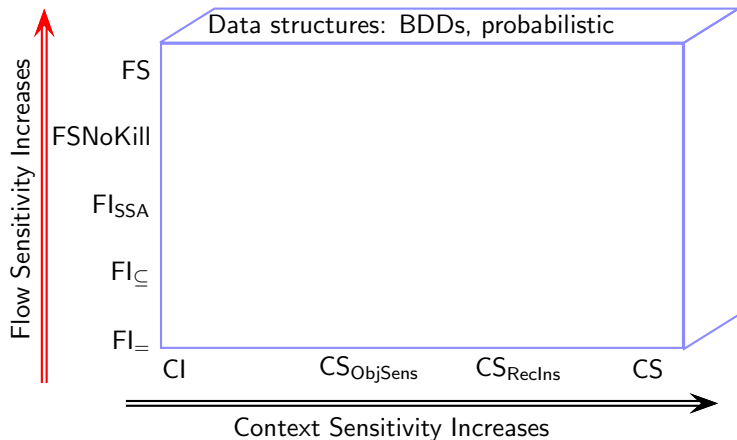 Data structures: BDDs, probabilistic
Flow Sensitivity Increases
FS
FSNoKill
FI_SSA
FI_⊆
FI_=
CI CS_ObjSens CS_RecIns CS
Context Sensitivity Increases